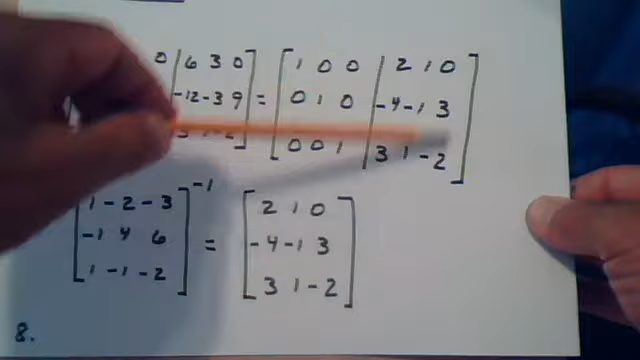 0 | 6 3 0 ] = [ 1 0 0 | 2 1 0 ]
-12 -3 9 0 1 0 | -4 -1 3
0 0 1 | 3 1 -2
[ 1 -2 -3 ]^-1 = [ 2 1 0 ]
-1 4 6 -4 -1 3
1 -1 -2 3 1 -2
8.